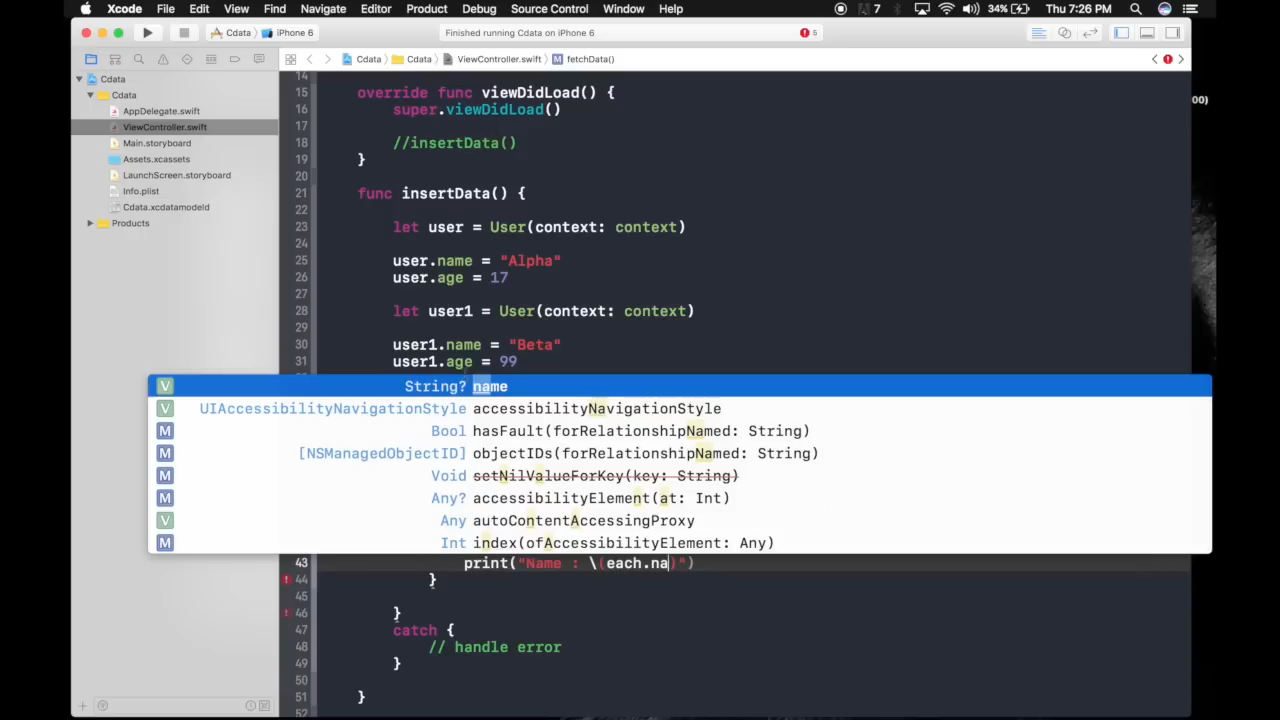 Xcode File Edit View Find Navigate Editor Product Debug Source Control Window Help 7 34% Thu 7:26 PM
Cdata iPhone 6 Finished running Cdata on iPhone 6 5
Cdata Cdata ViewController.swift M fetchData()
Cdata
Cdata
AppDelegate.swift
ViewController.swift
Main.storyboard
Assets.xcassets
LaunchScreen.storyboard
Info.plist
Cdata.xcdatamodeld
Products
00)
14
15 override func viewDidLoad() {
16 super.viewDidLoad()
17
18 //insertData()
19 }
20
21 func insertData() {
22
23 let user = User(context: context)
24
25 user.name = "Alpha"
26 user.age = 17
27
28 let user1 = User(context: context)
29
30 user1.name = "Beta"
31 user1.age = 99
V String? name
V UIAccessibilityNavigationStyle accessibilityNavigationStyle
M Bool hasFault(forRelationshipNamed: String)
M [NSManagedObjectID] objectIDs(forRelationshipNamed: String)
M Void setNilValueForKey(key: String)
M Any? accessibilityElement(at: Int)
V Any autoContentAccessingProxy
M Int index(ofAccessibilityElement: Any)
43 print("Name : \(each.na)")
44 }
45
46 }
47 catch {
48 // handle error
49 }
50
51 }
52